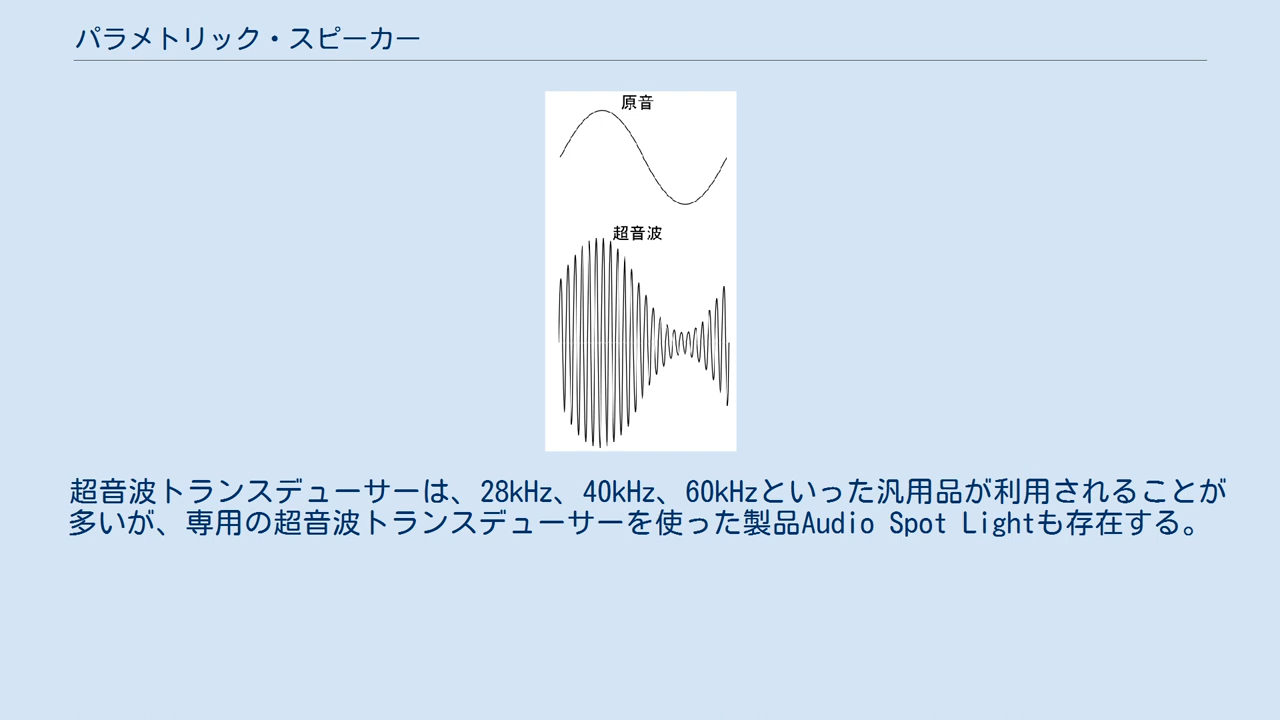 パラメトリック・スピーカー
原音
超音波
超音波トランスデューサーは、28kHz、40kHz、60kHzといった汎用品が利用されることが
多いが、専用の超音波トランスデューサーを使った製品Audio Spot Lightも存在する。